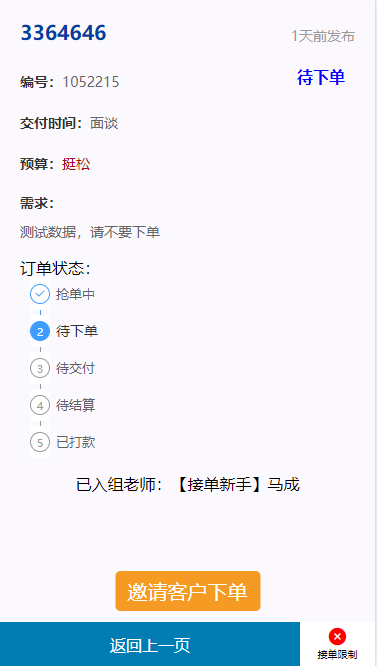 3364646
1天前发布
编号：1052215
待下单
交付时间：面谈
预算：挺松
需求：
测试数据，请不要下单
订单状态：
抢单中
2 待下单
3 待交付
4 待结算
5 已打款
已入组老师：【接单新手】马成
邀请客户下单
返回上一页
接单限制